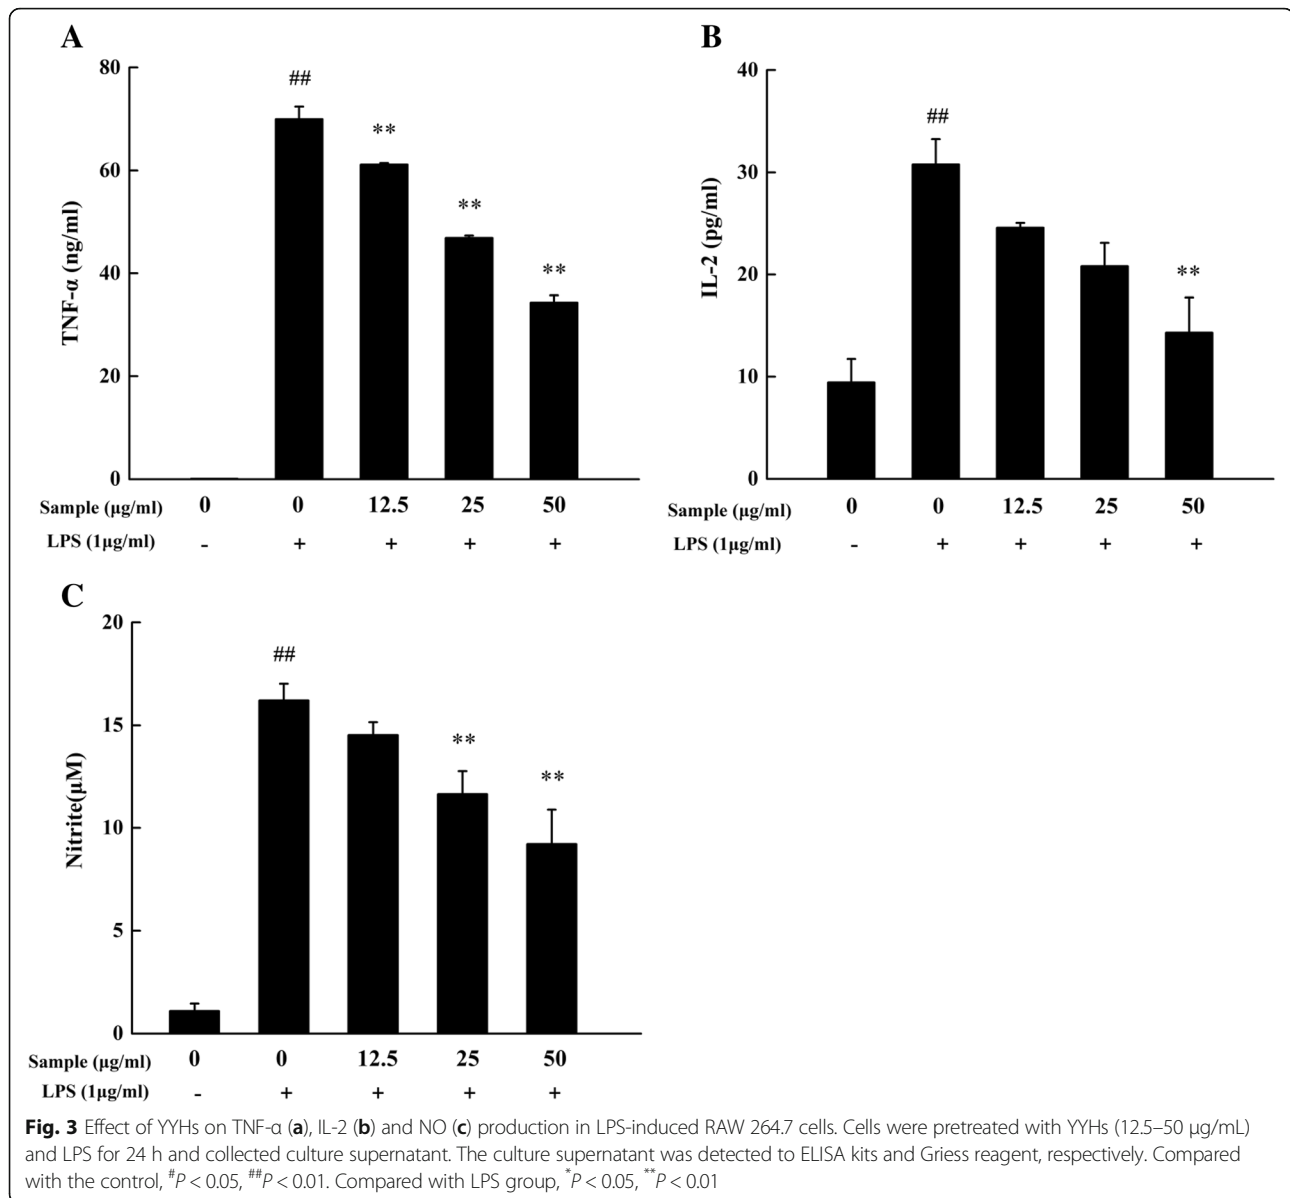 A
80
60
40
20
0
TNF-α (ng/ml)
##
**
**
**
Sample (μg/ml) 0 0 12.5 25 50
LPS (1μg/ml) - + + + +
B
40
30
20
10
0
IL-2 (pg/ml)
##
**
Sample (μg/ml) 0 0 12.5 25 50
LPS (1μg/ml) - + + + +
C
20
15
10
5
0
Nitrite(μM)
##
**
**
Sample (μg/ml) 0 0 12.5 25 50
LPS (1μg/ml) - + + + +
Fig. 3 Effect of YYHs on TNF-α (a), IL-2 (b) and NO (c) production in LPS-induced RAW 264.7 cells. Cells were pretreated with YYHs (12.5–50 μg/mL)
and LPS for 24 h and collected culture supernatant. The culture supernatant was detected to ELISA kits and Griess reagent, respectively. Compared
with the control, #P < 0.05, ##P < 0.01. Compared with LPS group, *P < 0.05, **P < 0.01